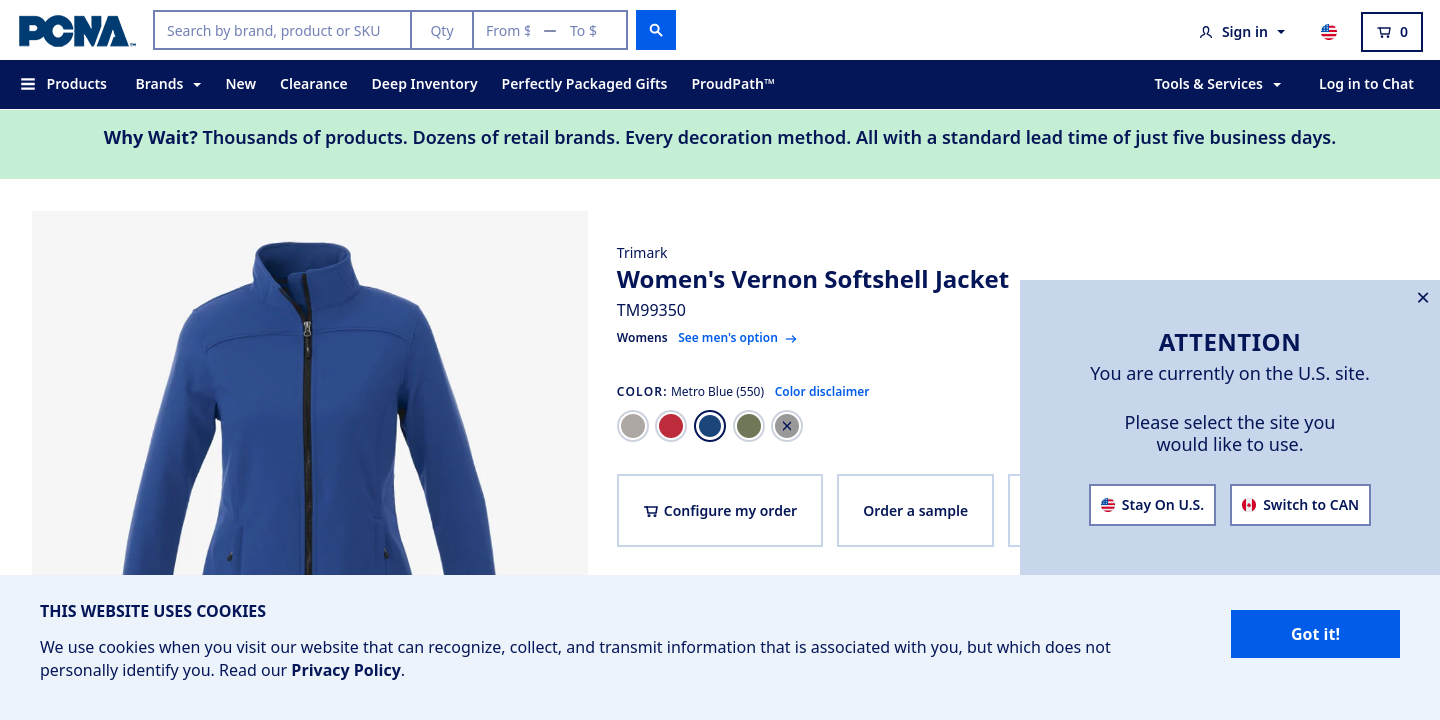 PCNA™
Search by brand, product or SKU
Qty
From $ — To $
Sign in
0
Products
Brands
New
Clearance
Deep Inventory
Perfectly Packaged Gifts
ProudPath™
Tools & Services
Log in to Chat
Why Wait? Thousands of products. Dozens of retail brands. Every decoration method. All with a standard lead time of just five business days.
Trimark
Women's Vernon Softshell Jacket
TM99350
Womens See men's option →
COLOR: Metro Blue (550) Color disclaimer
Configure my order
Order a sample
ATTENTION
You are currently on the U.S. site.
Please select the site you
would like to use.
Stay On U.S.
Switch to CAN
THIS WEBSITE USES COOKIES
We use cookies when you visit our website that can recognize, collect, and transmit information that is associated with you, but which does not
personally identify you. Read our Privacy Policy.
Got it!